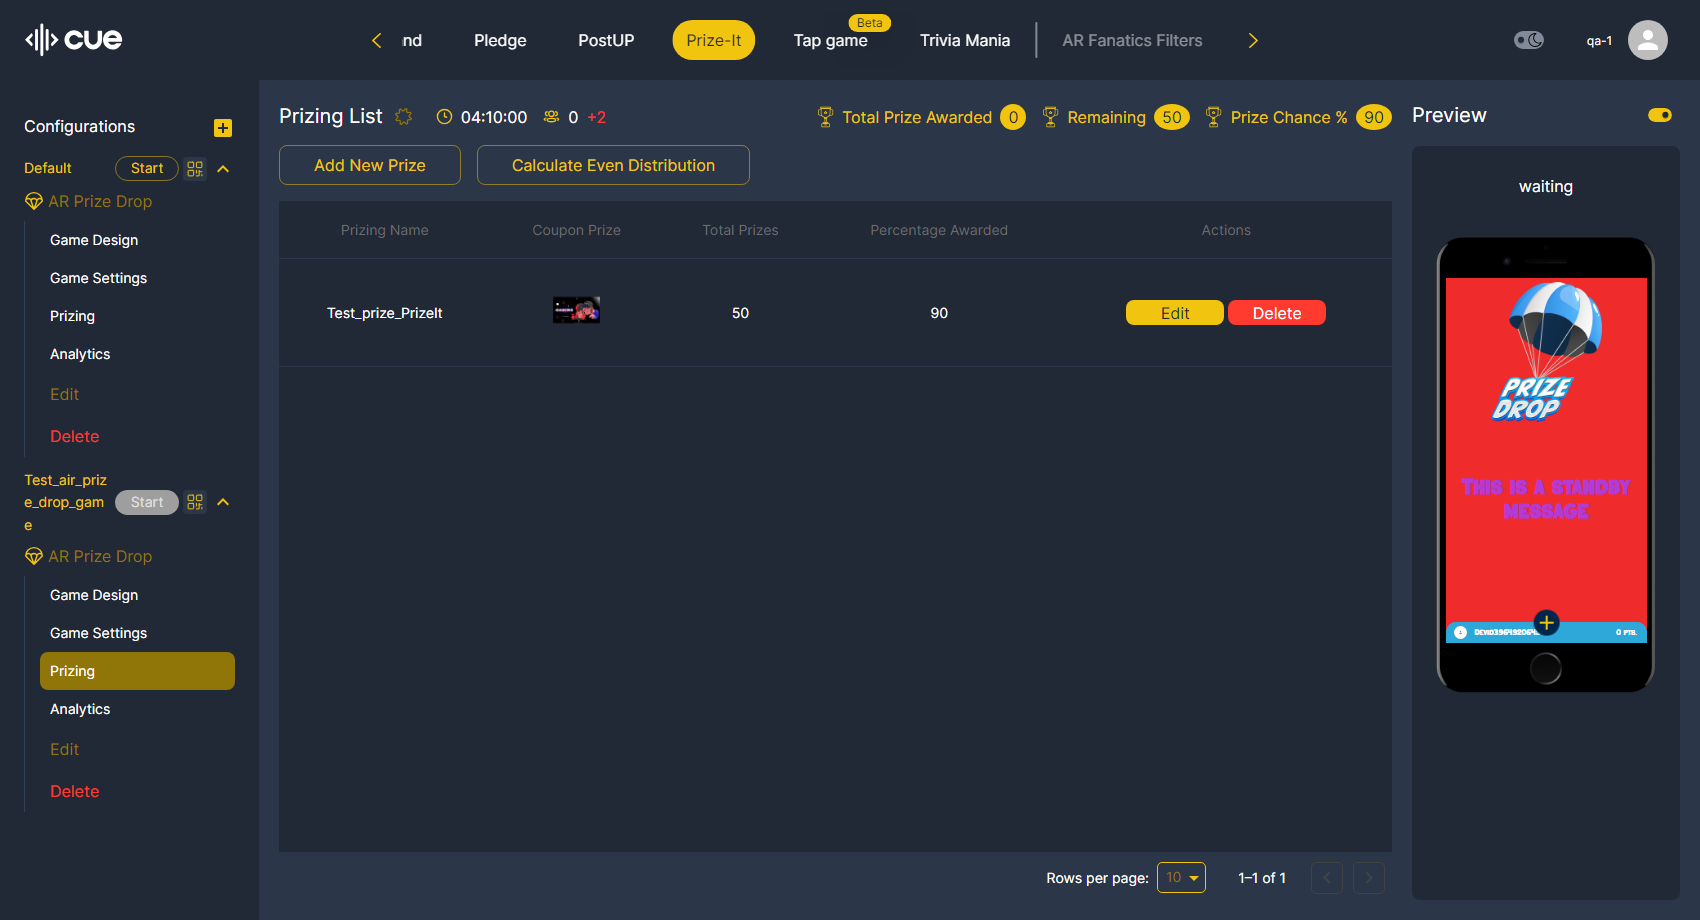 cue
nd
Pledge
PostUP
Prize-It
Beta
Tap game
Trivia Mania
AR Fanatics Filters
qa-1
Configurations
Default
Start
AR Prize Drop
Game Design
Game Settings
Prizing
Analytics
Edit
Delete
Test_air_priz
e_drop_gam
e
Start
AR Prize Drop
Game Design
Game Settings
Prizing
Analytics
Edit
Delete
Prizing List
04:10:00
0 +2
Total Prize Awarded 0
Remaining 50
Prize Chance % 90
Add New Prize
Calculate Even Distribution
Prizing Name
Coupon Prize
Total Prizes
Percentage Awarded
Actions
Test_prize_PrizeIt
50
90
Edit
Delete
Rows per page: 10
1–1 of 1
Preview
waiting
PRIZE
DROP
THIS IS A STANDBY
MESSAGE
0 PTS.